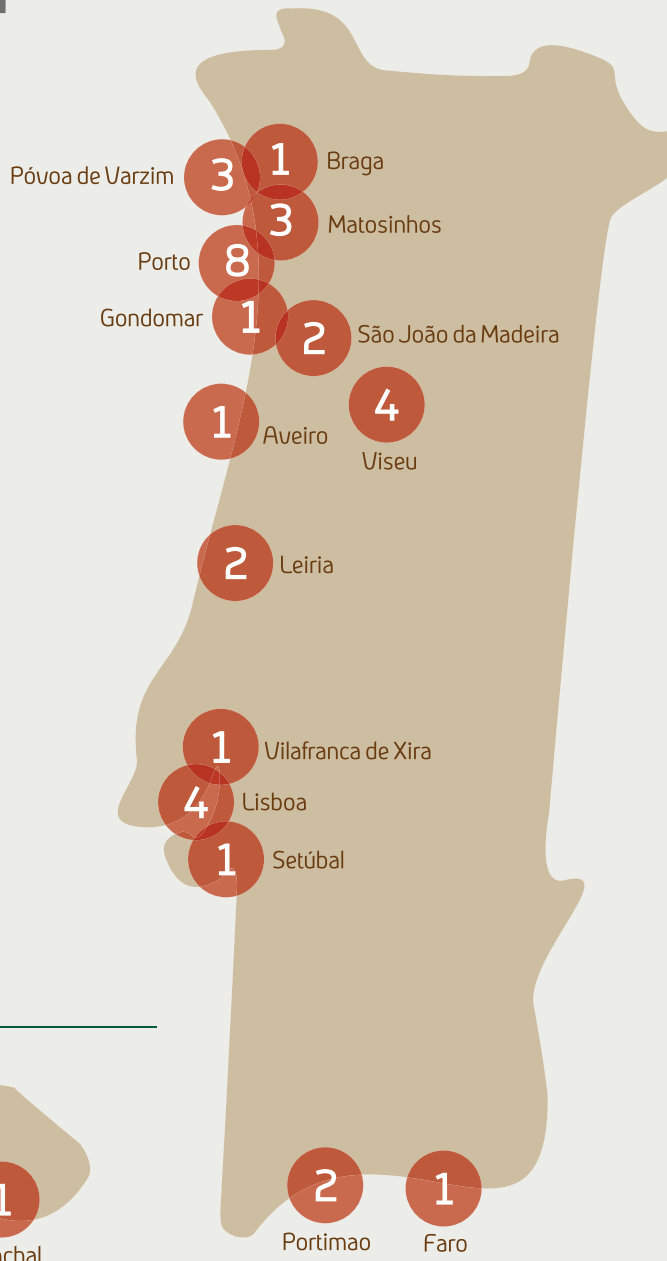 1
Braga
Póvoa de Varzim
3
3
Matosinhos
Porto
8
Gondomar
1
2
São João da Madeira
4
Viseu
1
Aveiro
2
Leiria
1
Vilafranca de Xira
4
Lisboa
1
Setúbal
2
Portimao
1
Faro
1